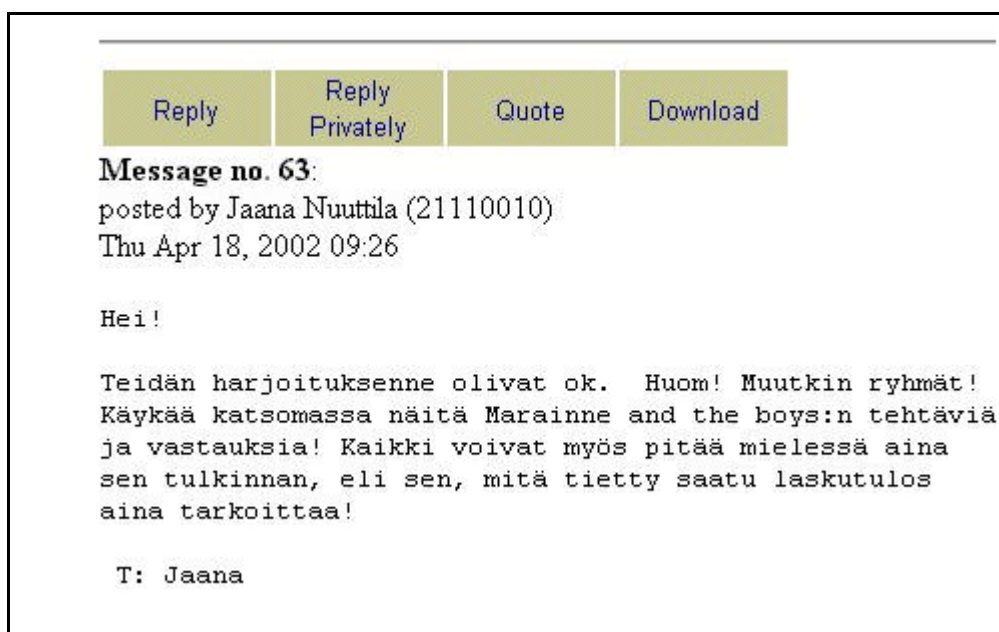 Reply
Reply Privately
Quote
Download
Message no. 63:
posted by Jaana Nuuttila (21110010)
Thu Apr 18, 2002 09:26
Hei!
Teidän harjoituksenne olivat ok. Huom! Muutkin ryhmät!
Käykää katsomassa näitä Marainne and the boys:n tehtäviä
ja vastauksia! Kaikki voivat myös pitää mielessä aina
sen tulkinnan, eli sen, mitä tietty saatu laskutulos
aina tarkoittaa!
T: Jaana